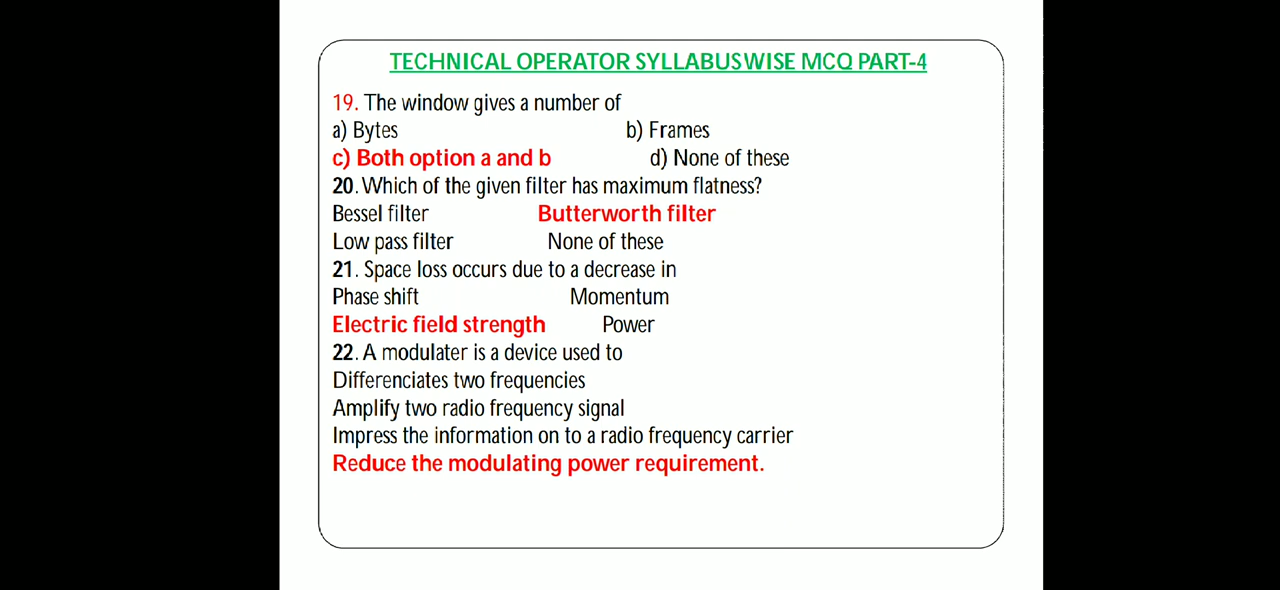 TECHNICAL OPERATOR SYLLABUSWISE MCQ PART-4
19. The window gives a number of
a) Bytes b) Frames
c) Both option a and b d) None of these
20. Which of the given filter has maximum flatness?
Bessel filter Butterworth filter
Low pass filter None of these
21. Space loss occurs due to a decrease in
Phase shift Momentum
Electric field strength Power
22. A modulater is a device used to
Differenciates two frequencies
Amplify two radio frequency signal
Impress the information on to a radio frequency carrier
Reduce the modulating power requirement.